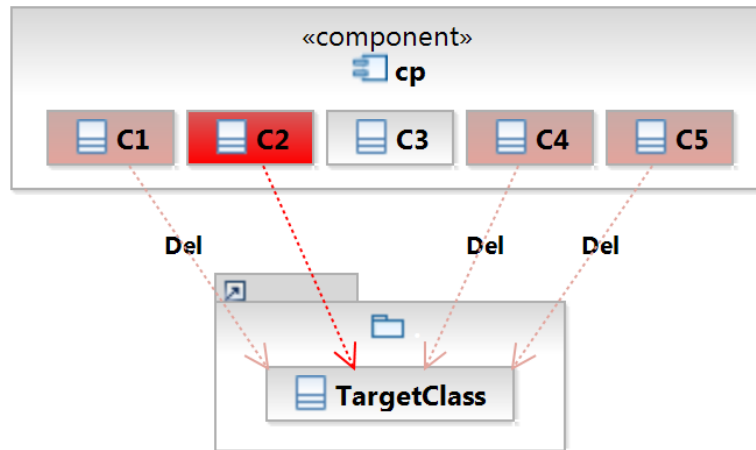 «component»
cp
C1 C2 C3 C4 C5
Del Del Del
TargetClass